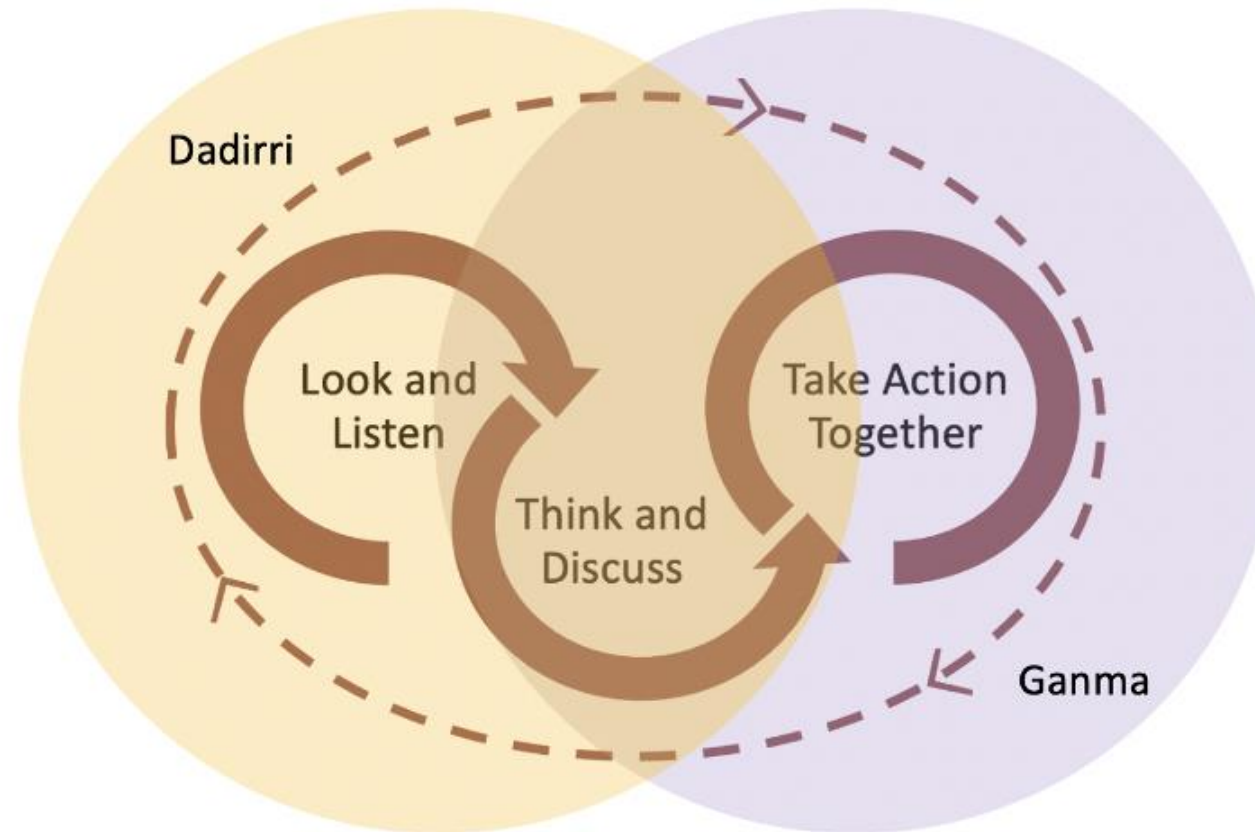 Dadirri
Look and
Listen
Take Action
Together
Think and
Discuss
Ganma